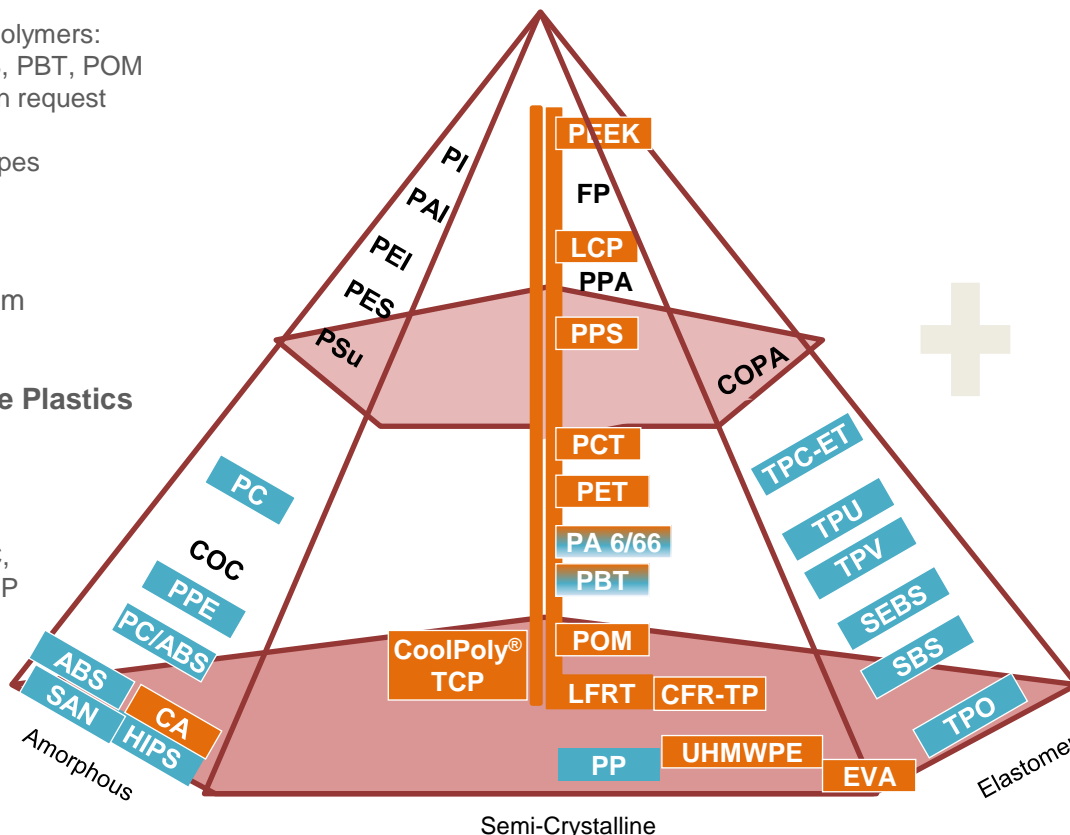 olymers:
, PBT, POM
n request
pes
m
e Plastics
,
P
PEEK
PI
FP
PAI
LCP
PEI
PPA
PES
PPS
PSu
COPA
PCT
TPC-ET
PC
PET
TPU
PA 6/66
TPV
COC
PBT
PPE
SEBS
PC/ABS
POM
SBS
CoolPoly®
TCP
ABS
LFRT
CFR-TP
SAN
CA
TPO
HIPS
UHMWPE
PP
EVA
Amorphous
Elastomer
Semi-Crystalline